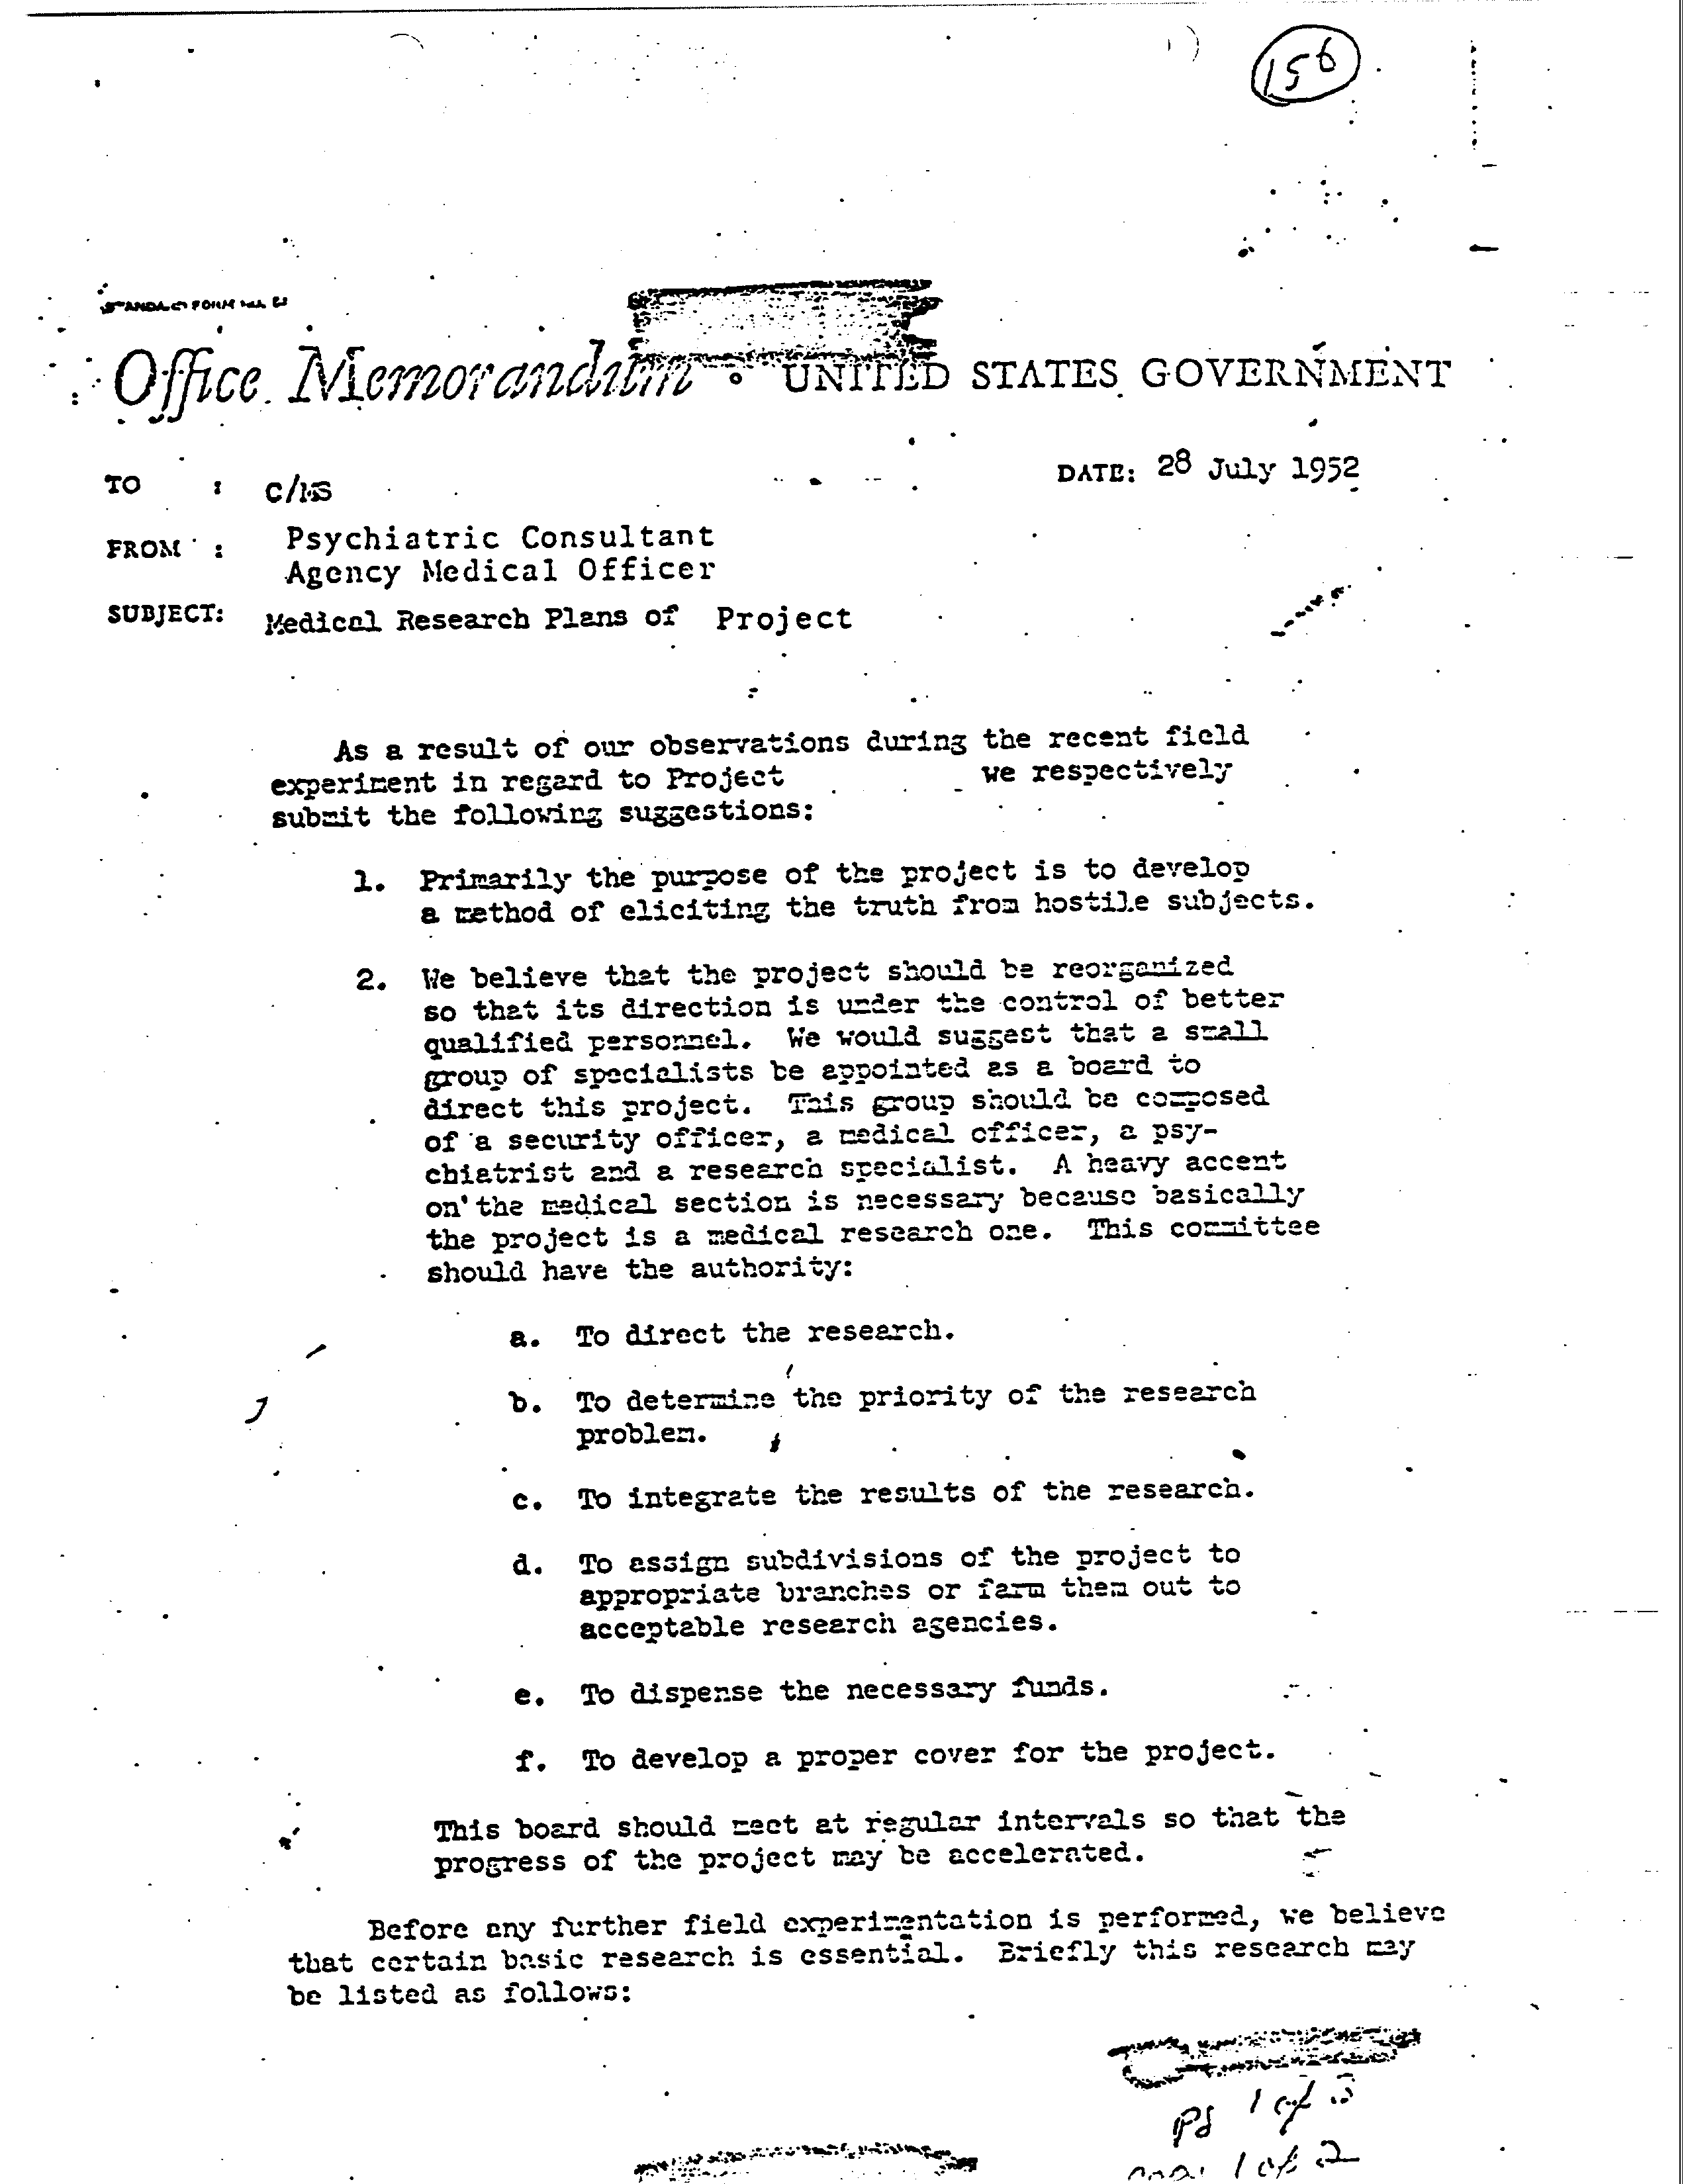 156
STANDARD FORM NO. 64
Office Memorandum • UNITED STATES GOVERNMENT
TO : C/MS
DATE: 28 July 1952
FROM : Psychiatric Consultant
Agency Medical Officer
SUBJECT: Medical Research Plans of Project
As a result of our observations during the recent field
experiment in regard to Project we respectively
submit the following suggestions:
1. Primarily the purpose of the project is to develop
a method of eliciting the truth from hostile subjects.
2. We believe that the project should be reorganized
so that its direction is under the control of better
qualified personnel. We would suggest that a small
group of specialists be appointed as a board to
direct this project. This group should be composed
of a security officer, a medical officer, a psy-
chiatrist and a research specialist. A heavy accent
on the medical section is necessary because basically
the project is a medical research one. This committee
should have the authority:
a. To direct the research.
b. To determine the priority of the research
problem.
c. To integrate the results of the research.
d. To assign subdivisions of the project to
appropriate branches or farm them out to
acceptable research agencies.
e. To dispense the necessary funds.
f. To develop a proper cover for the project.
This board should meet at regular intervals so that the
progress of the project may be accelerated.
Before any further field experimentation is performed, we believe
that certain basic research is essential. Briefly this research may
be listed as follows:
pg 1 of 3
1 of 2